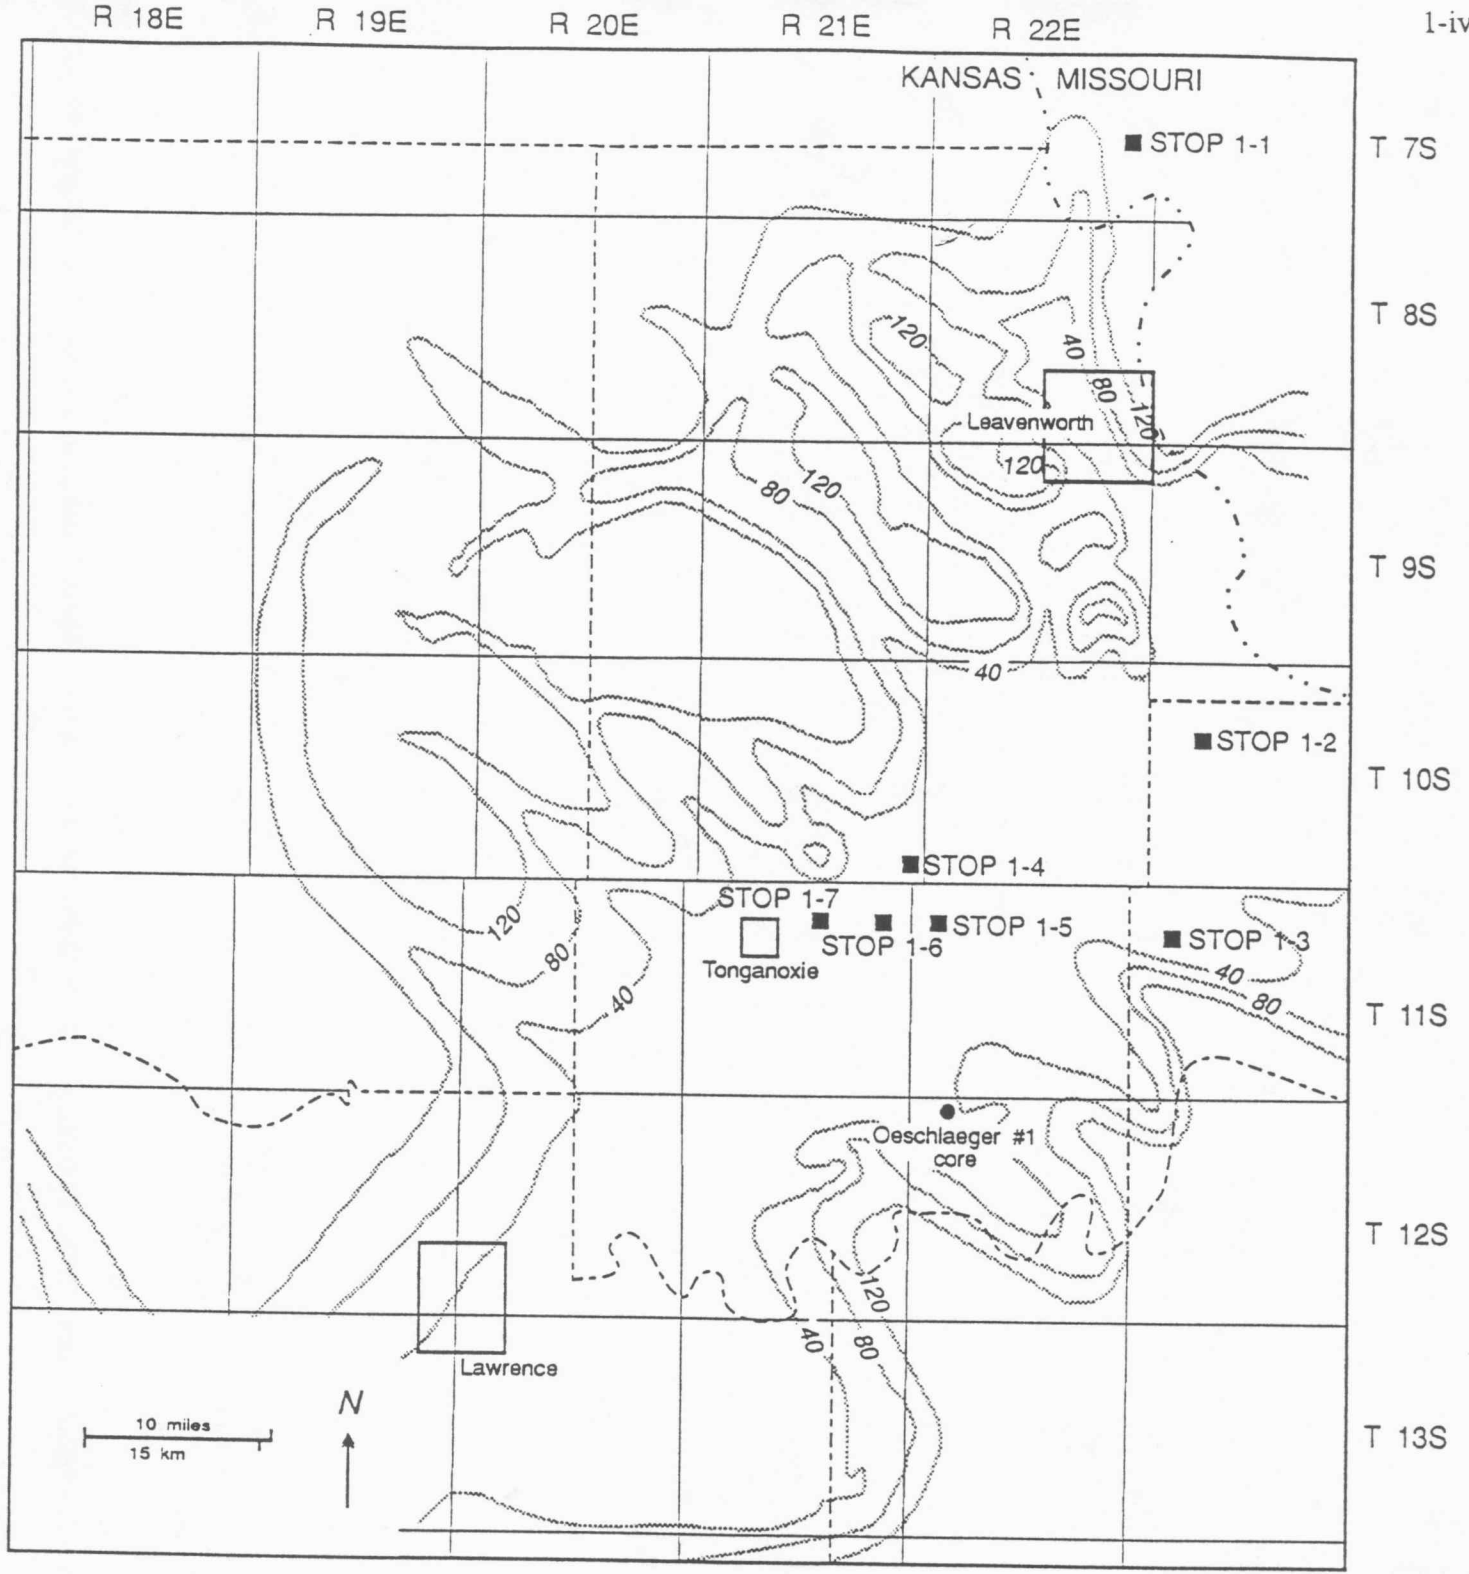 R 18E R 19E R 20E R 21E R 22E 1-iv
KANSAS MISSOURI
STOP 1-1 T 7S
T 8S
120
40
80
120
Leavenworth
120
80
120
T 9S
40
STOP 1-2
T 10S
STOP 1-4
STOP 1-7
120
STOP 1-5
STOP 1-6
STOP 1-3
80
Tonganoxie
40
40
80
T 11S
Oeschlaeger #1
core
T 12S
120
40
80
Lawrence
N
10 miles
15 km
T 13S